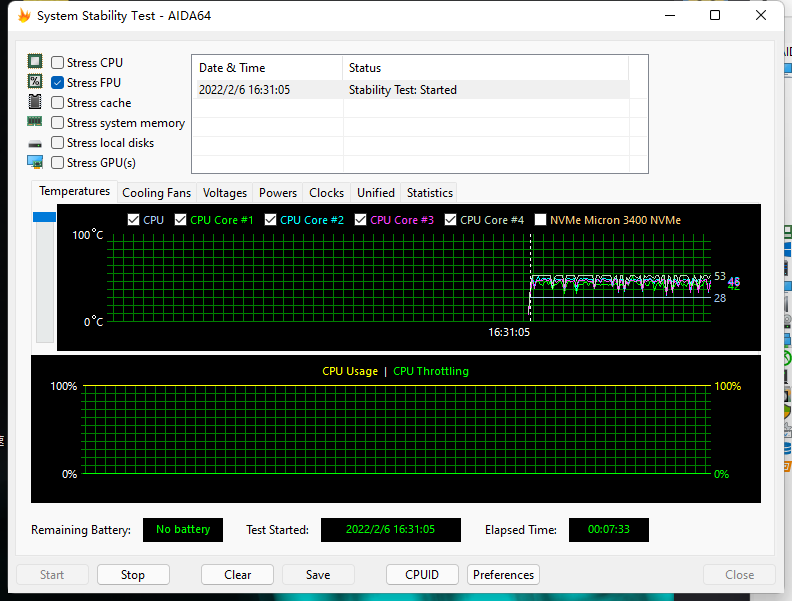 System Stability Test - AIDA64
Stress CPU
Stress FPU
Stress cache
Stress system memory
Stress local disks
Stress GPU(s)
Date & Time Status
2022/2/6 16:31:05 Stability Test: Started
Temperatures Cooling Fans Voltages Powers Clocks Unified Statistics
CPU CPU Core #1 CPU Core #2 CPU Core #3 CPU Core #4 NVMe Micron 3400 NVMe
100°C
53
28
0°C
16:31:05
CPU Usage | CPU Throttling
100% 100%
0% 0%
Remaining Battery: No battery Test Started: 2022/2/6 16:31:05 Elapsed Time: 00:07:33
Start Stop Clear Save CPUID Preferences Close